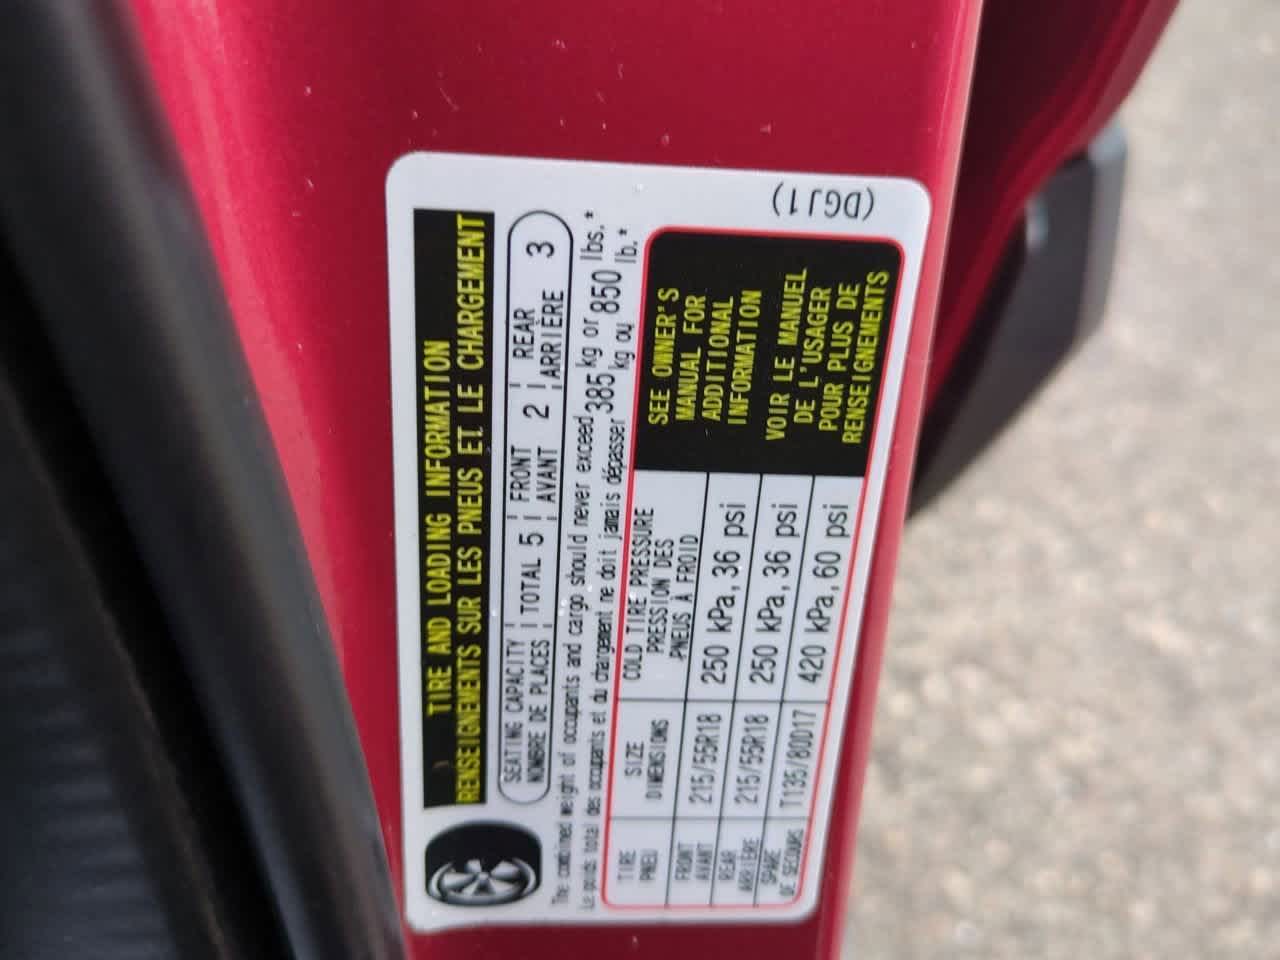 (DGJ1)
TIRE AND LOADING INFORMATION
RENSEIGNEMENTS SUR LES PNEUS ET LE CHARGEMENT
SEATING CAPACITY
NOMBRE DE PLACES
TOTAL 5
FRONT
AVANT
2
REAR
ARRIÈRE
3
The combined weight of occupants and cargo should never exceed 385 kg or 850 lbs.*
Le poids total des occupants et du chargement ne doit jamais dépasser 385 kg ou 850 lb.*
TIRE
PNEU
SIZE
DIMENSIONS
COLD TIRE PRESSURE
PRESSION DES
PNEUS À FROID
FRONT
AVANT
215/55R18
250 kPa, 36 psi
REAR
ARRIÈRE
215/55R18
250 kPa, 36 psi
SPARE
DE SECOURS
T135/80D17
420 kPa, 60 psi
SEE OWNER'S
MANUAL FOR
ADDITIONAL
INFORMATION
VOIR LE MANUEL
DE L'USAGER
POUR PLUS DE
RENSEIGNEMENTS